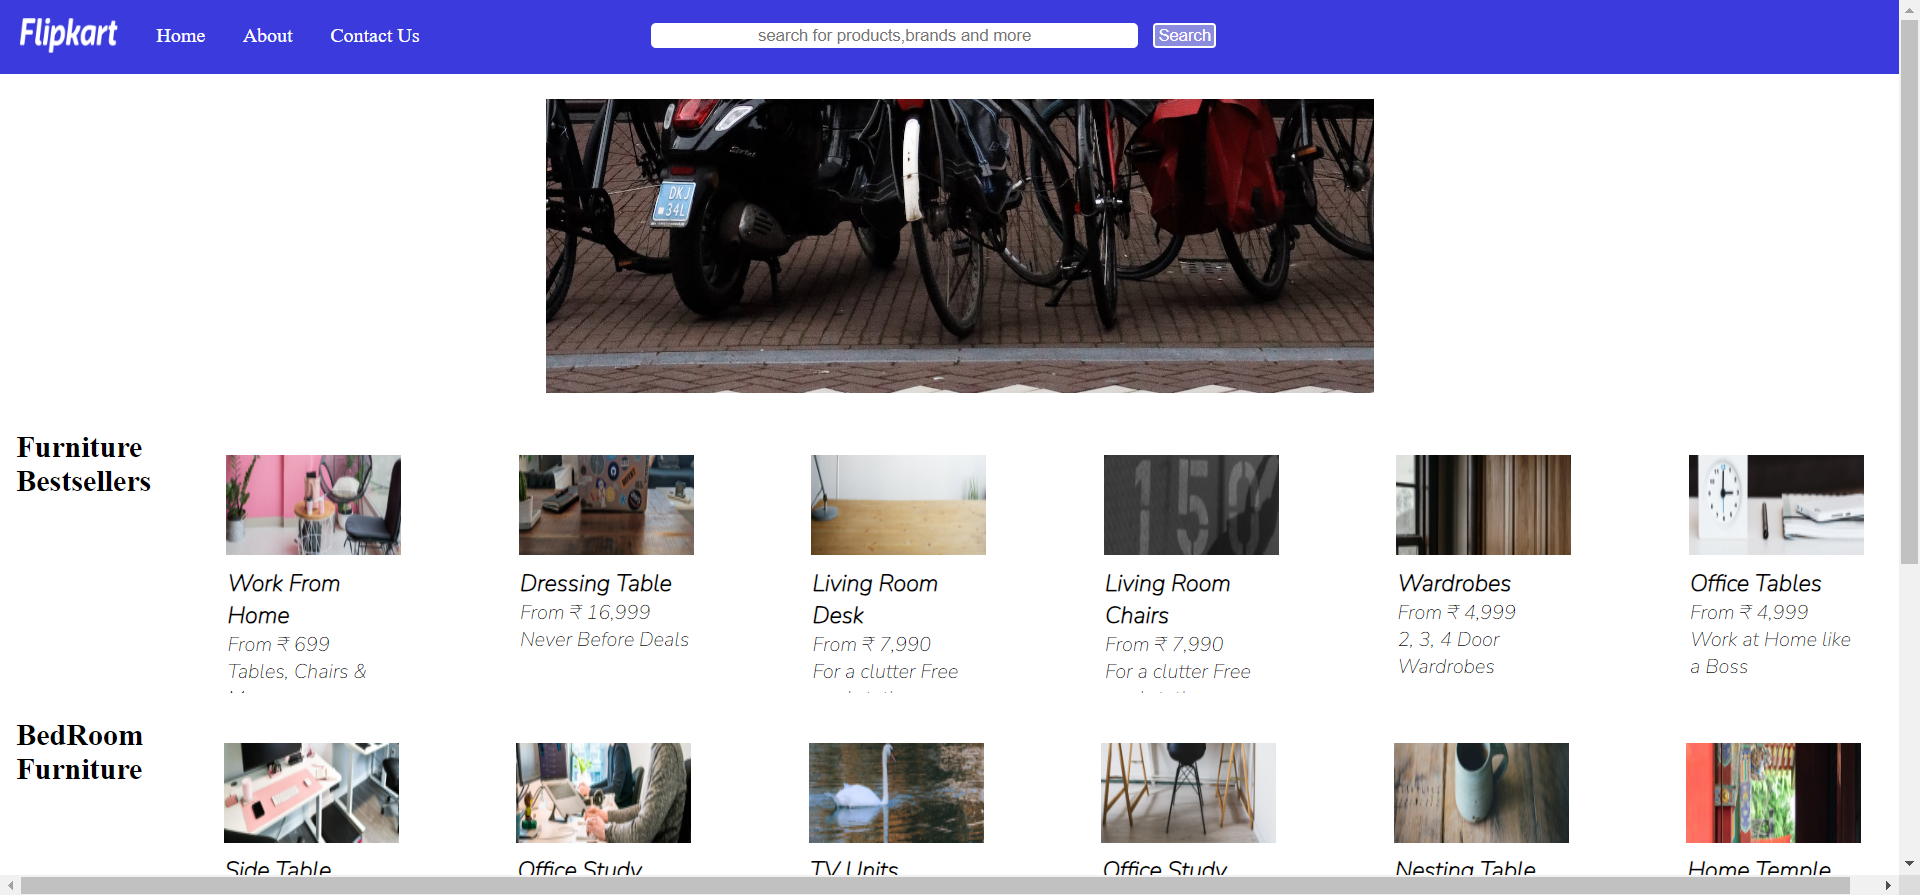 Flipkart
Home
About
Contact Us
search for products,brands and more
Search
DKJ
34L
Furniture
Bestsellers
150
Work From
Home
From ₹ 699
Tables, Chairs &
Dressing Table
From ₹ 16,999
Never Before Deals
Living Room
Desk
From ₹ 7,990
For a clutter Free
Living Room
Chairs
From ₹ 7,990
For a clutter Free
Wardrobes
From ₹ 4,999
2, 3, 4 Door
Wardrobes
Office Tables
From ₹ 4,999
Work at Home like
a Boss
BedRoom
Furniture
Side Table
Office Study
TV Units
Office Study
Nesting Table
Home Temple